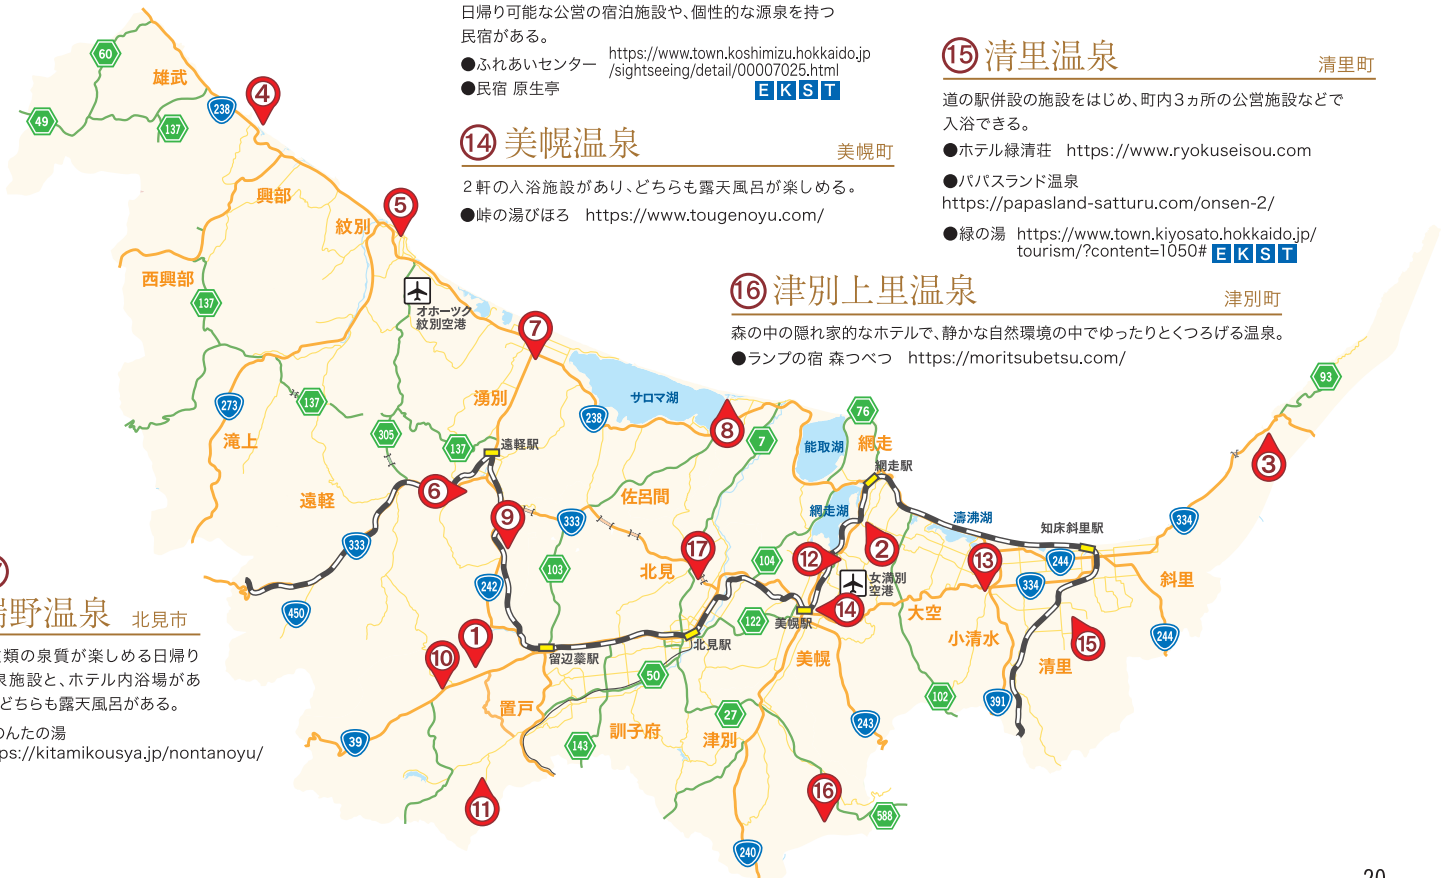 日帰り可能な公営の宿泊施設や、個性的な源泉を持つ
民宿がある。
●ふれあいセンター https://www.town.koshimizu.hokkaido.jp
/sightseeing/detail/00007025.html
●民宿 原生亭 E K S T
⑭ 美幌温泉 美幌町
2軒の入浴施設があり、どちらも露天風呂が楽しめる。
●峠の湯びほろ https://www.tougenoyu.com/
⑮ 清里温泉 清里町
道の駅併設の施設をはじめ、町内3ヵ所の公営施設などで
入浴できる。
●ホテル緑清荘 https://www.ryokuseisou.com
●パパスランド温泉
https://papasland-satturu.com/onsen-2/
●緑の湯 https://www.town.kiyosato.hokkaido.jp/
tourism/?content=1050# E K S T
⑯ 津別上里温泉 津別町
森の中の隠れ家的なホテルで、静かな自然環境の中でゆったりとくつろげる温泉。
●ランプの宿 森つべつ https://moritsubetsu.com/
野温泉 北見市
類の泉質が楽しめる日帰り
泉施設と、ホテル内浴場があ
どちらも露天風呂がある。
のんたの湯
ps://kitamikousya.jp/nontanoyu/
60
雄武
4
238
49
137
興部
5
紋別
西興部
137
オホーツク
紋別空港
7
湧別
サロマ湖
238
8
7
76
能取湖
網走
網走駅
93
3
273
滝上
137
305
137
遠軽駅
6
遠軽
9
佐呂間
333
333
網走湖
濤沸湖
知床斜里駅
334
17
104
12
2
13
244
334
北見
103
242
女満別
空港
斜里
450
14
大空
122
美幌駅
小清水
244
15
清里
1
10
留辺蘂駅
北見駅
美幌
50
置戸
102
391
27
243
39
143
訓子府
津別
11
16
588
240
20